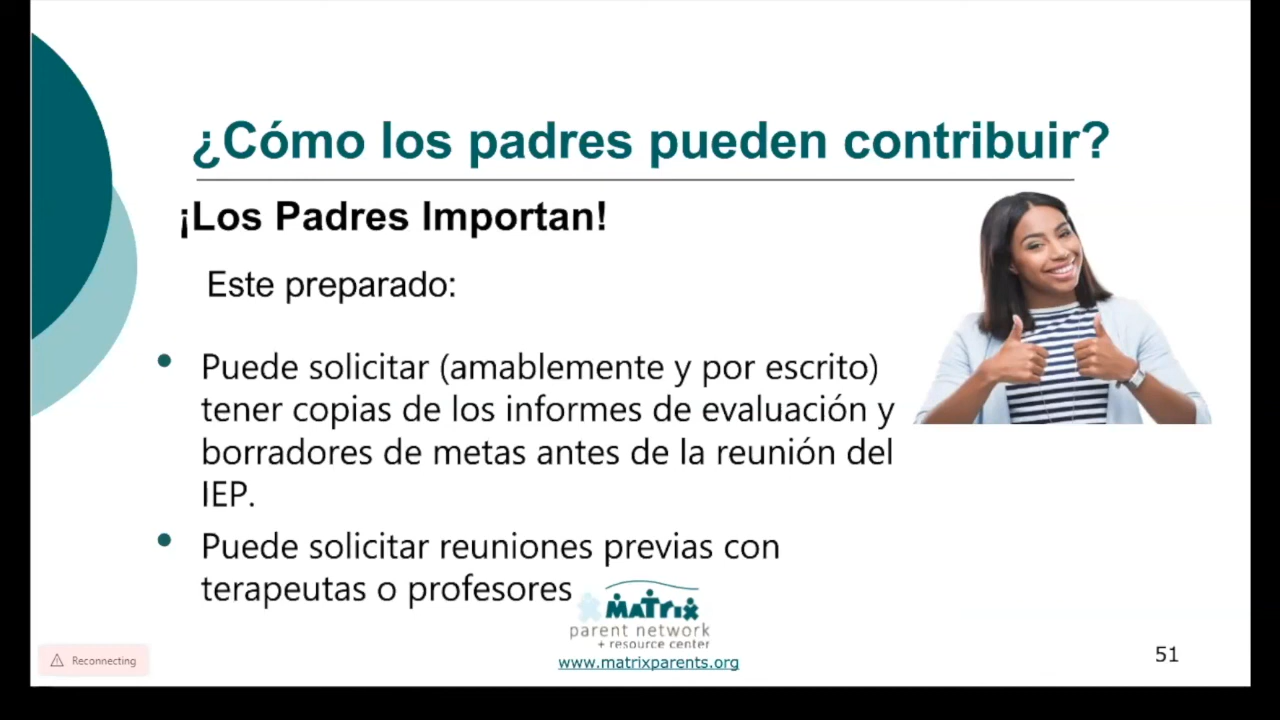 ¿Cómo los padres pueden contribuir?
¡Los Padres Importan!
Este preparado:
• Puede solicitar (amablemente y por escrito)
tener copias de los informes de evaluación y
borradores de metas antes de la reunión del
IEP.
• Puede solicitar reuniones previas con
terapeutas o profesores
MATrix
parent network
+ resource center
www.matrixparents.org
51
Reconnecting